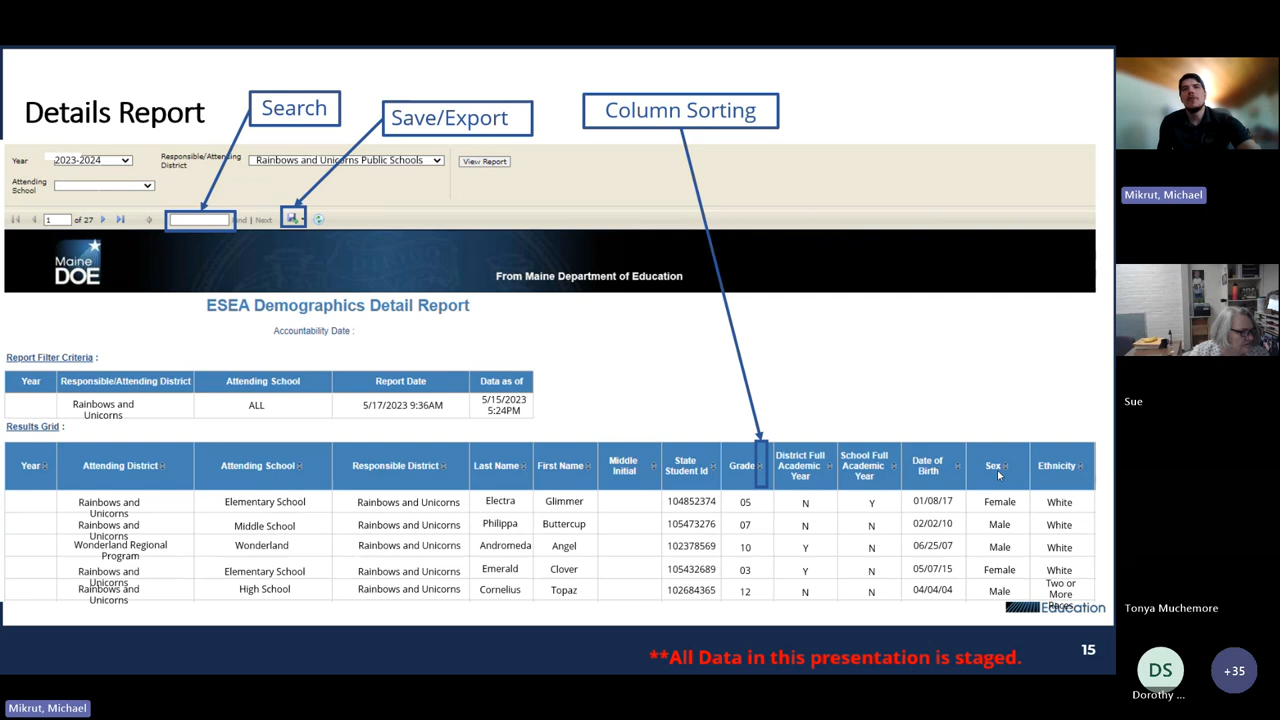 Details Report
Search
Save/Export
Column Sorting
Year 2023-2024
Responsible/Attending District
Rainbows and Unicorns Public Schools
View Report
Attending School
1 of 27
Next
Maine DOE
From Maine Department of Education
ESEA Demographics Detail Report
Accountability Date :
Report Filter Criteria :
Year Responsible/Attending District Attending School Report Date Data as of
Rainbows and Unicorns ALL 5/17/2023 9:36AM 5/15/2023 5:24PM
Results Grid :
Year Attending District Attending School Responsible District Last Name First Name Middle Initial State Student Id Grade District Full Academic Year School Full Academic Year Date of Birth Sex Ethnicity
Rainbows and Unicorns Elementary School Rainbows and Unicorns Electra Glimmer 104852374 05 N Y 01/08/17 Female White
Rainbows and Unicorns Middle School Rainbows and Unicorns Philippa Buttercup 105473276 07 N N 02/02/10 Male White
Wonderland Regional Program Wonderland Rainbows and Unicorns Andromeda Angel 102378569 10 Y N 06/25/07 Male White
Rainbows and Unicorns Elementary School Rainbows and Unicorns Emerald Clover 105432689 03 Y N 05/07/15 Female White
Rainbows and Unicorns High School Rainbows and Unicorns Cornelius Topaz 102684365 12 N N 04/04/04 Male Two or More Races
Education
**All Data in this presentation is staged.
15
Mikrut, Michael
Mikrut, Michael
Sue
Tonya Muchemore
DS
Dorothy ...
+35